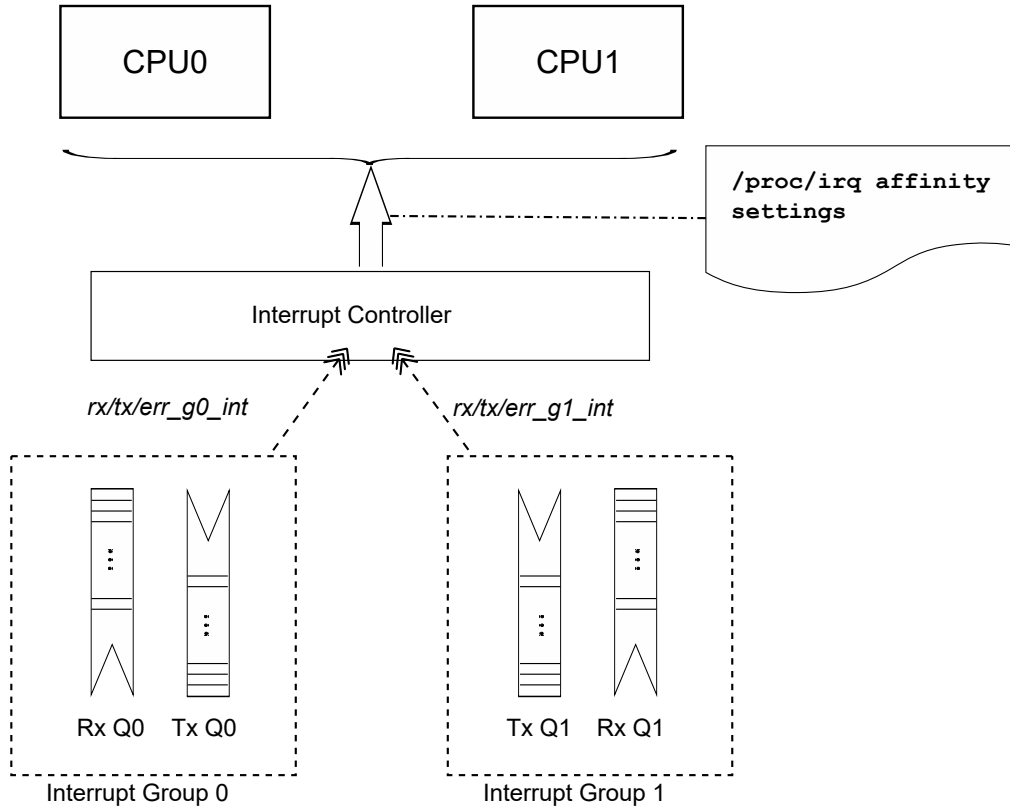 CPU0
CPU1
/proc/irq affinity
settings
Interrupt Controller
rx/tx/err_g0_int
rx/tx/err_g1_int
Rx Q0
Tx Q0
Tx Q1
Rx Q1
Interrupt Group 0
Interrupt Group 1